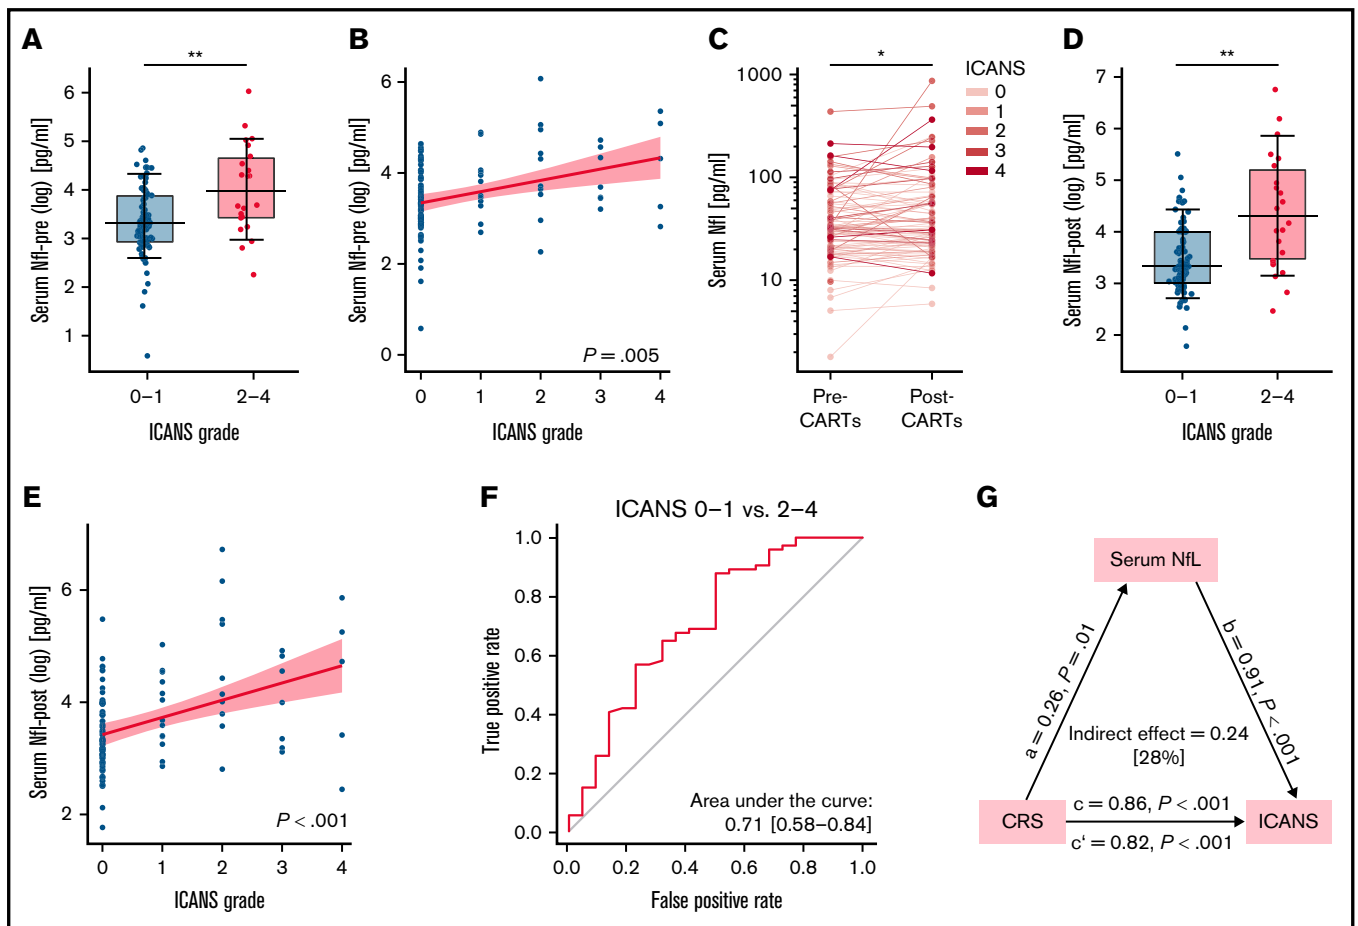 A
**
Serum Nfl-pre (log) [pg/ml]
6
5
4
3
2
1
0–1
2–4
ICANS grade
B
Serum Nfl-pre (log) [pg/ml]
6
4
2
0
P = .005
0
1
2
3
4
ICANS grade
C
*
Serum Nfl [pg/ml]
1000
100
10
Pre-
CARTs
Post-
CARTs
ICANS
0
1
2
3
4
D
**
Serum Nfl-post (log) [pg/ml]
7
6
5
4
3
2
0–1
2–4
ICANS grade
E
Serum Nfl-post (log) [pg/ml]
6
4
2
P < .001
0
1
2
3
4
ICANS grade
F
ICANS 0–1 vs. 2–4
True positive rate
1.0
0.8
0.6
0.4
0.2
0.0
Area under the curve:
0.71 [0.58–0.84]
0.0
0.2
0.4
0.6
0.8
1.0
False positive rate
G
Serum NfL
a = 0.26, P = .01
b = 0.91, P < .001
Indirect effect = 0.24
[28%]
CRS
c = 0.86, P < .001
c‘ = 0.82, P < .001
ICANS